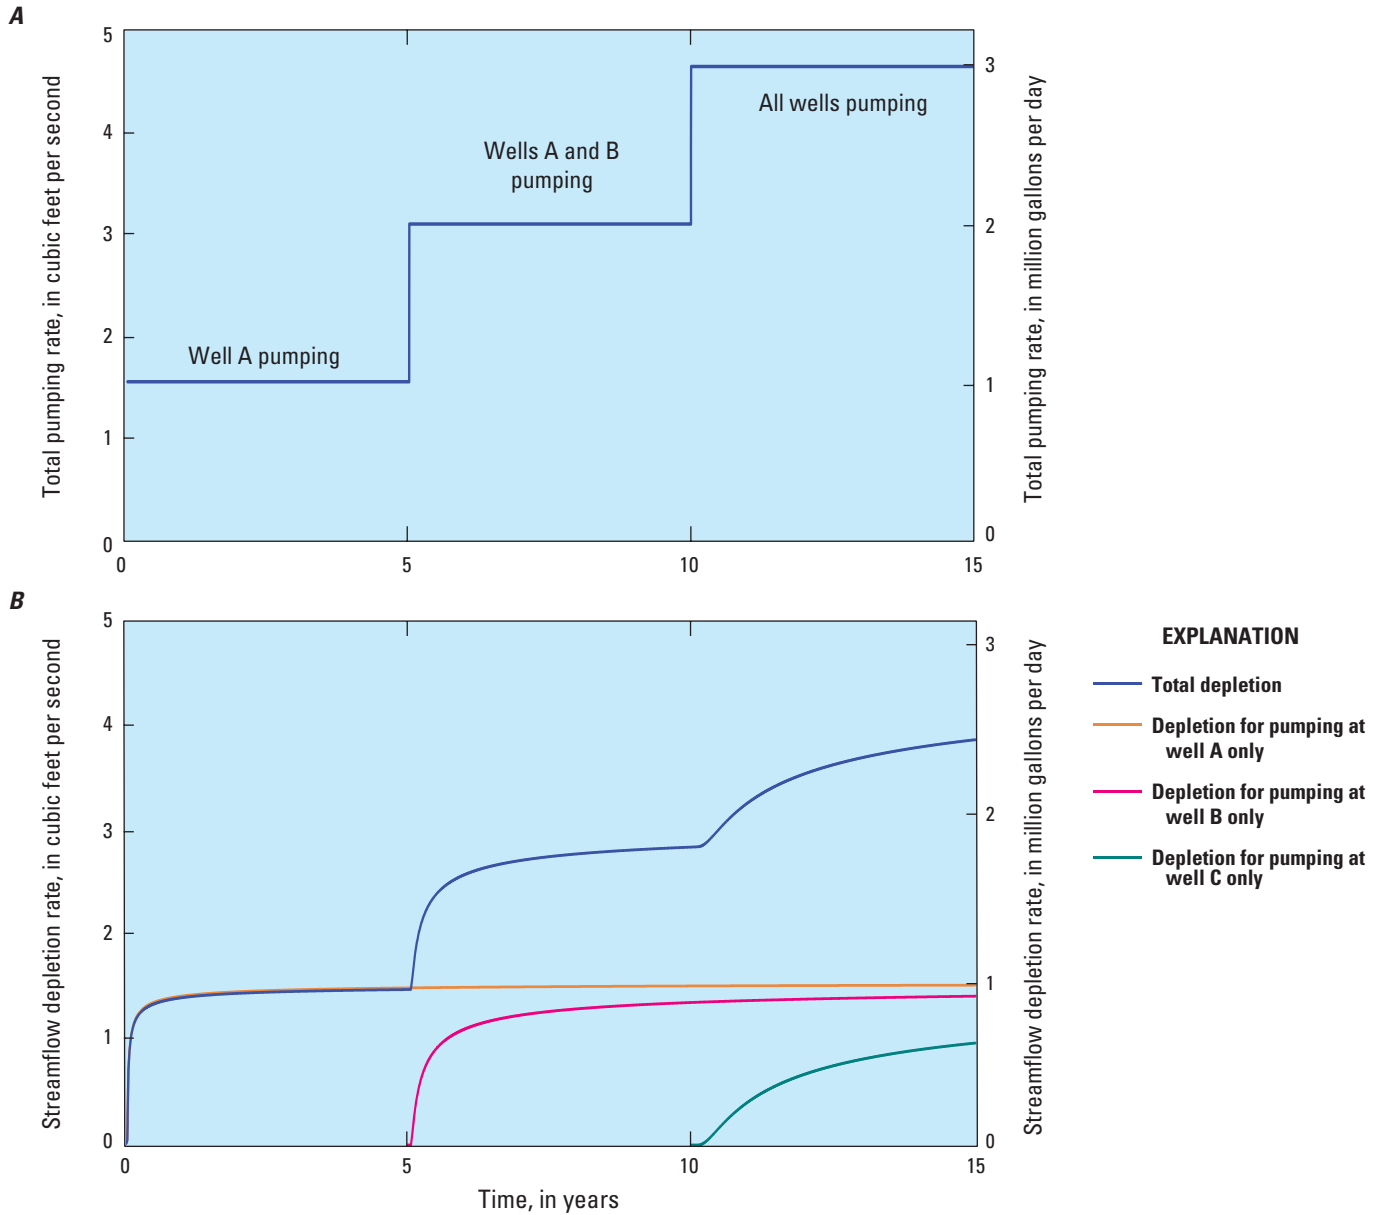 A
Total pumping rate, in cubic feet per second
5
4
3
2
1
0
All wells pumping
Wells A and B
pumping
Well A pumping
3
2
1
0
Total pumping rate, in million gallons per day
0
5
10
15
B
Streamflow depletion rate, in cubic feet per second
5
4
3
2
1
0
3
2
1
0
Streamflow depletion rate, in million gallons per day
0
5
10
15
Time, in years
EXPLANATION
Total depletion
Depletion for pumping at
well A only
Depletion for pumping at
well B only
Depletion for pumping at
well C only